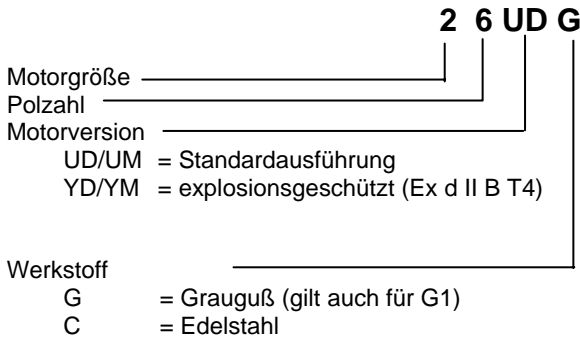 2 6 UD G
Motorgröße
Polzahl
Motorversion
UD/UM = Standardausführung
YD/YM = explosionsgeschützt (Ex d II B T4)
Werkstoff
G = Grauguß (gilt auch für G1)
C = Edelstahl